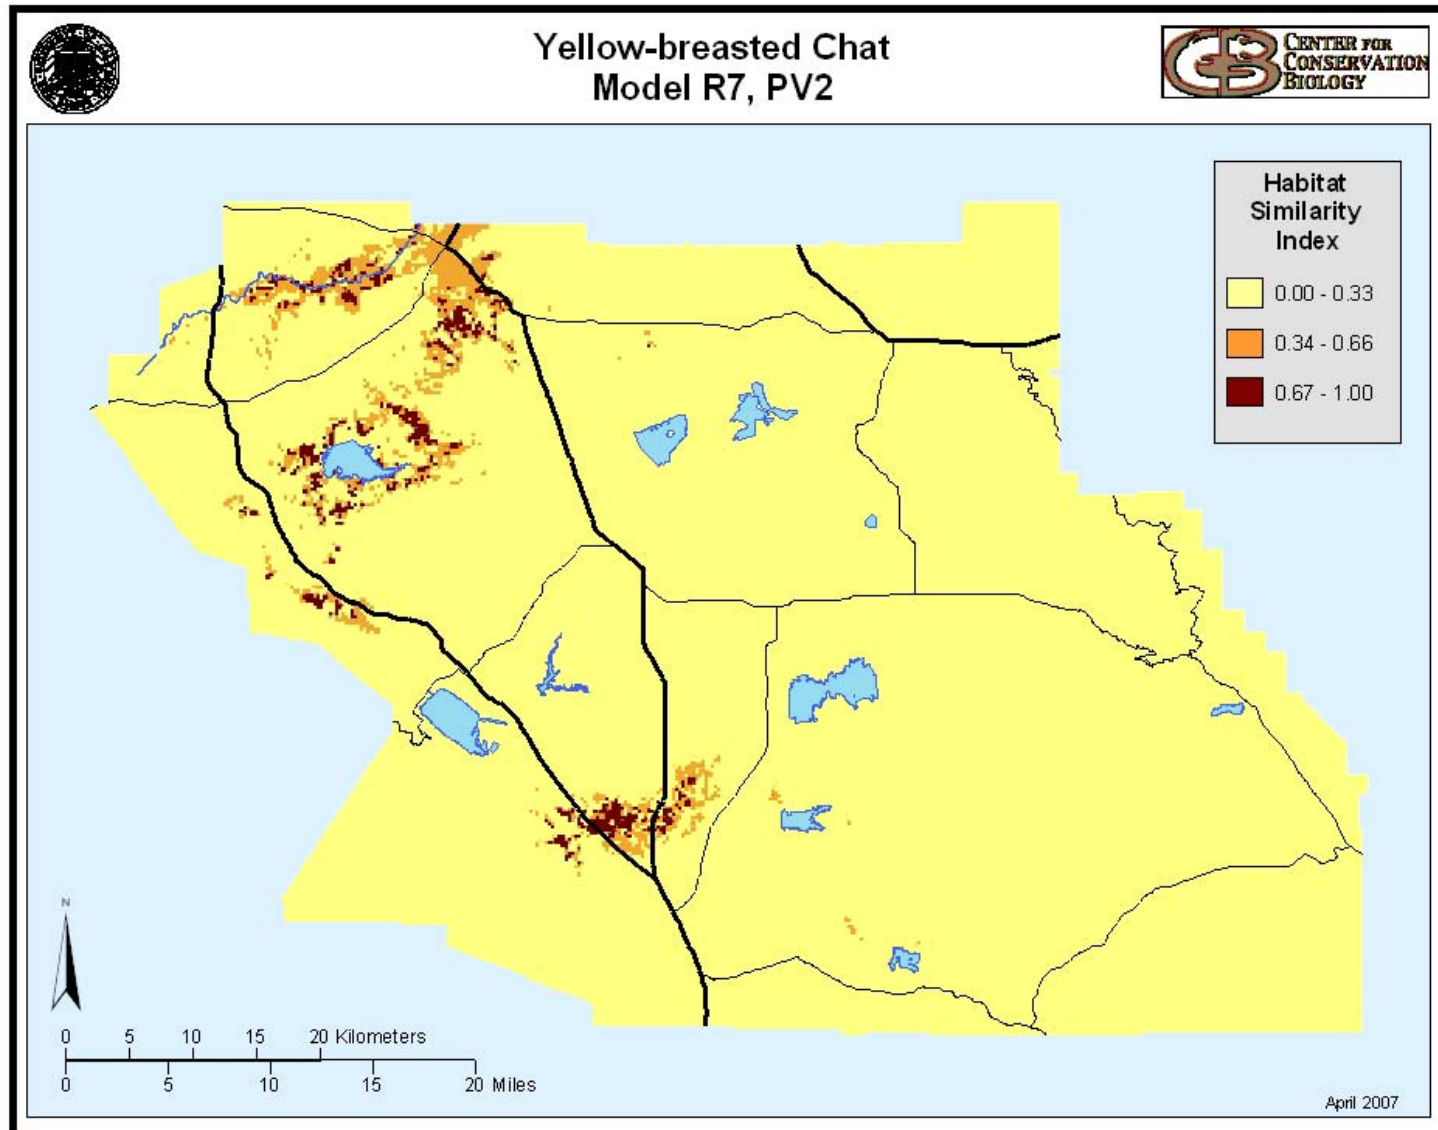 Yellow-breasted Chat
Model R7, PV2
CENTER FOR
CONSERVATION
BIOLOGY
Habitat
Similarity
Index
0.00 - 0.33
0.34 - 0.66
0.67 - 1.00
N
0 5 10 15 20 Kilometers
0 5 10 15 20 Miles
April 2007